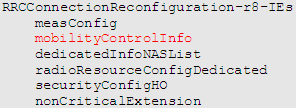 RRCConnectionReconfiguration-r8-IEs
measConfig
mobilityControlInfo
dedicatedInfoNASList
radioResourceConfigDedicated
securityConfigHO
nonCriticalExtension